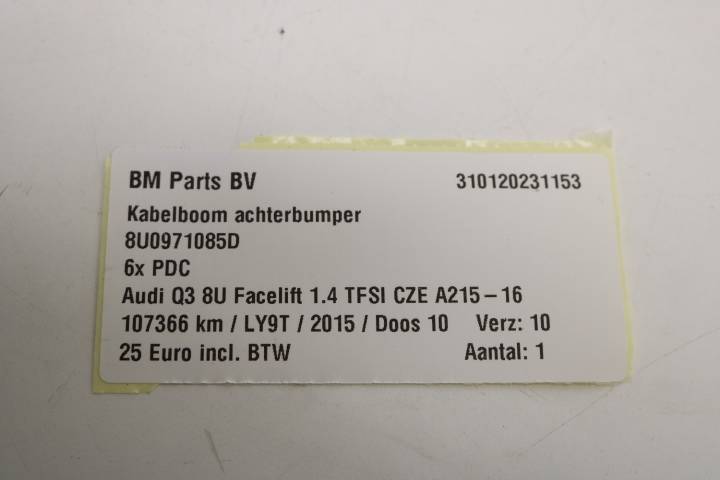 BM Parts BV 310120231153
Kabelboom achterbumper
8U0971085D
6x PDC
Audi Q3 8U Facelift 1.4 TFSI CZE A215 – 16
107366 km / LY9T / 2015 / Doos 10 Verz: 10
25 Euro incl. BTW Aantal: 1